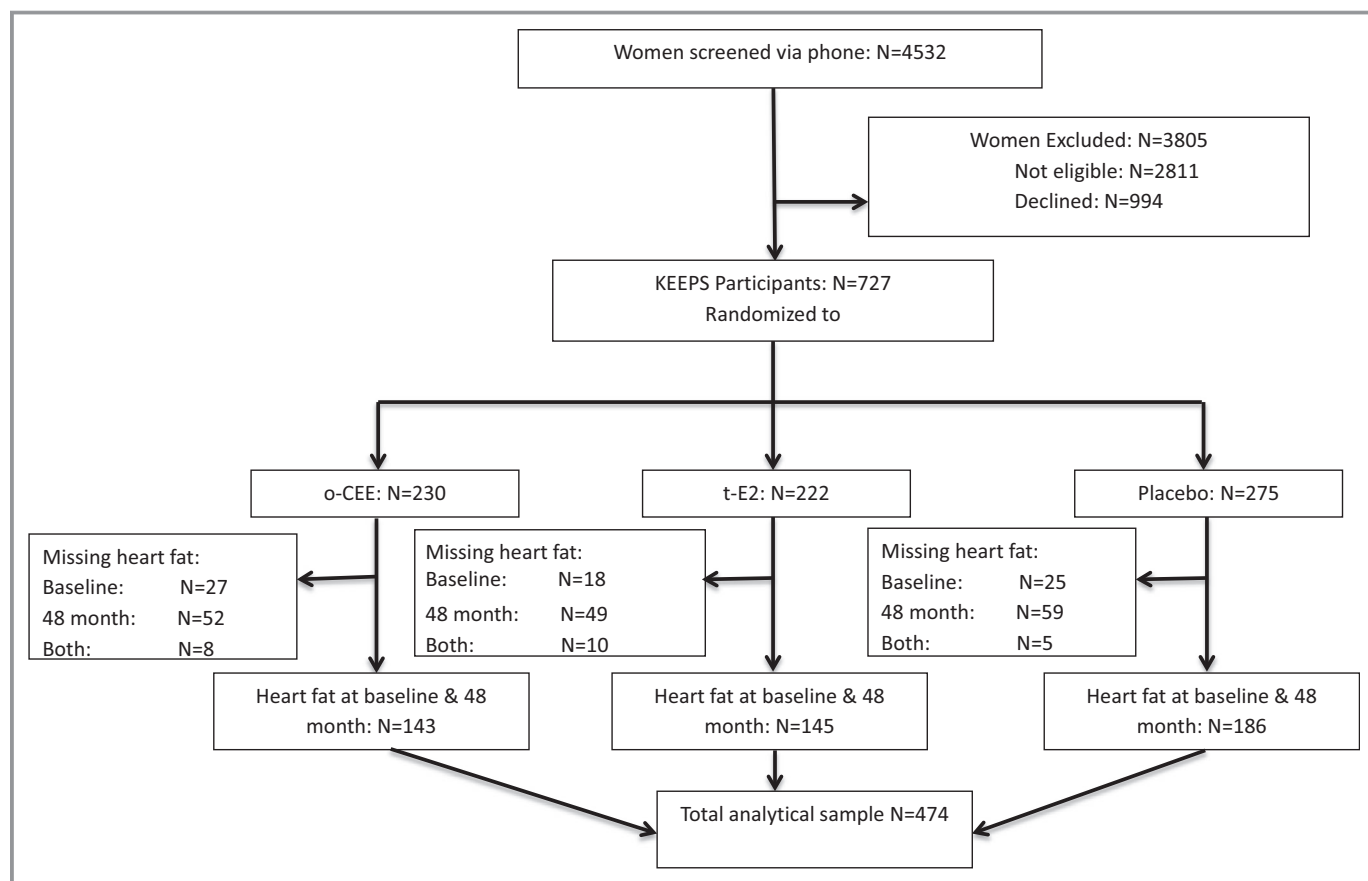 Women screened via phone: N=4532
Women Excluded: N=3805
Not eligible: N=2811
Declined: N=994
KEEPS Participants: N=727
Randomized to
o-CEE: N=230
t-E2: N=222
Placebo: N=275
Missing heart fat:
Baseline: N=27
48 month: N=52
Both: N=8
Missing heart fat:
Baseline: N=18
48 month: N=49
Both: N=10
Missing heart fat:
Baseline: N=25
48 month: N=59
Both: N=5
Heart fat at baseline & 48
month: N=143
Heart fat at baseline & 48
month: N=145
Heart fat at baseline & 48
month: N=186
Total analytical sample N=474